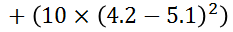 + (10 × (4.2 − 5.1)²)